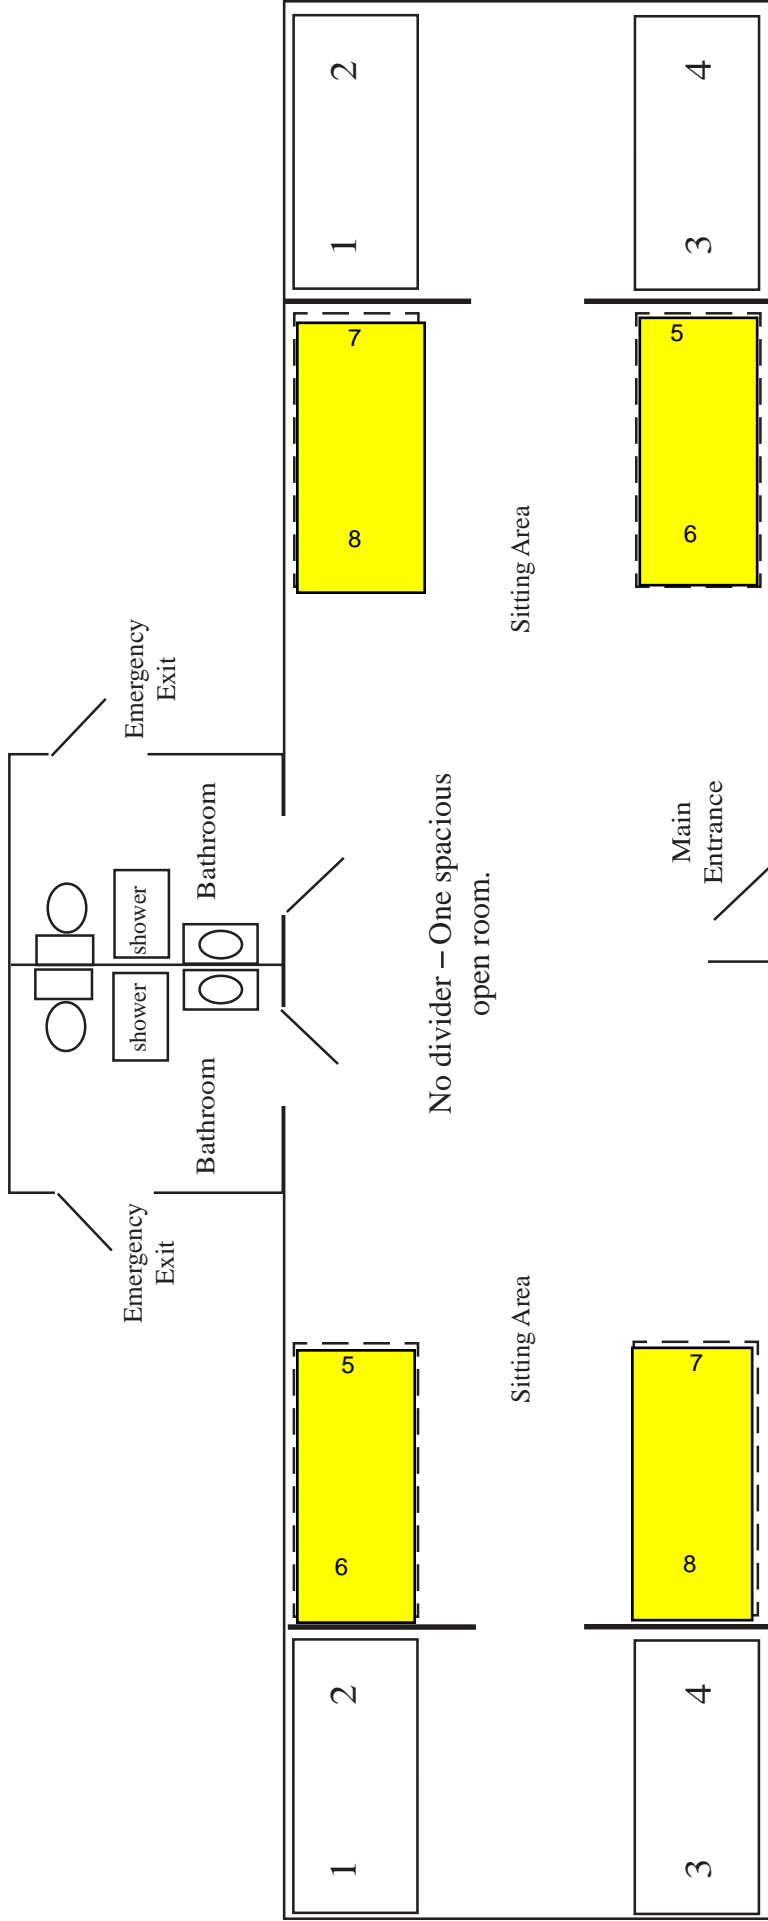 Emergency
Exit
shower
shower
Bathroom
Bathroom
Emergency
Exit
1 2
6
5
8
7
1 2
No divider – One spacious
open room.
Sitting Area
Sitting Area
3 4
8
7
Main
Entrance
6
5
3 4